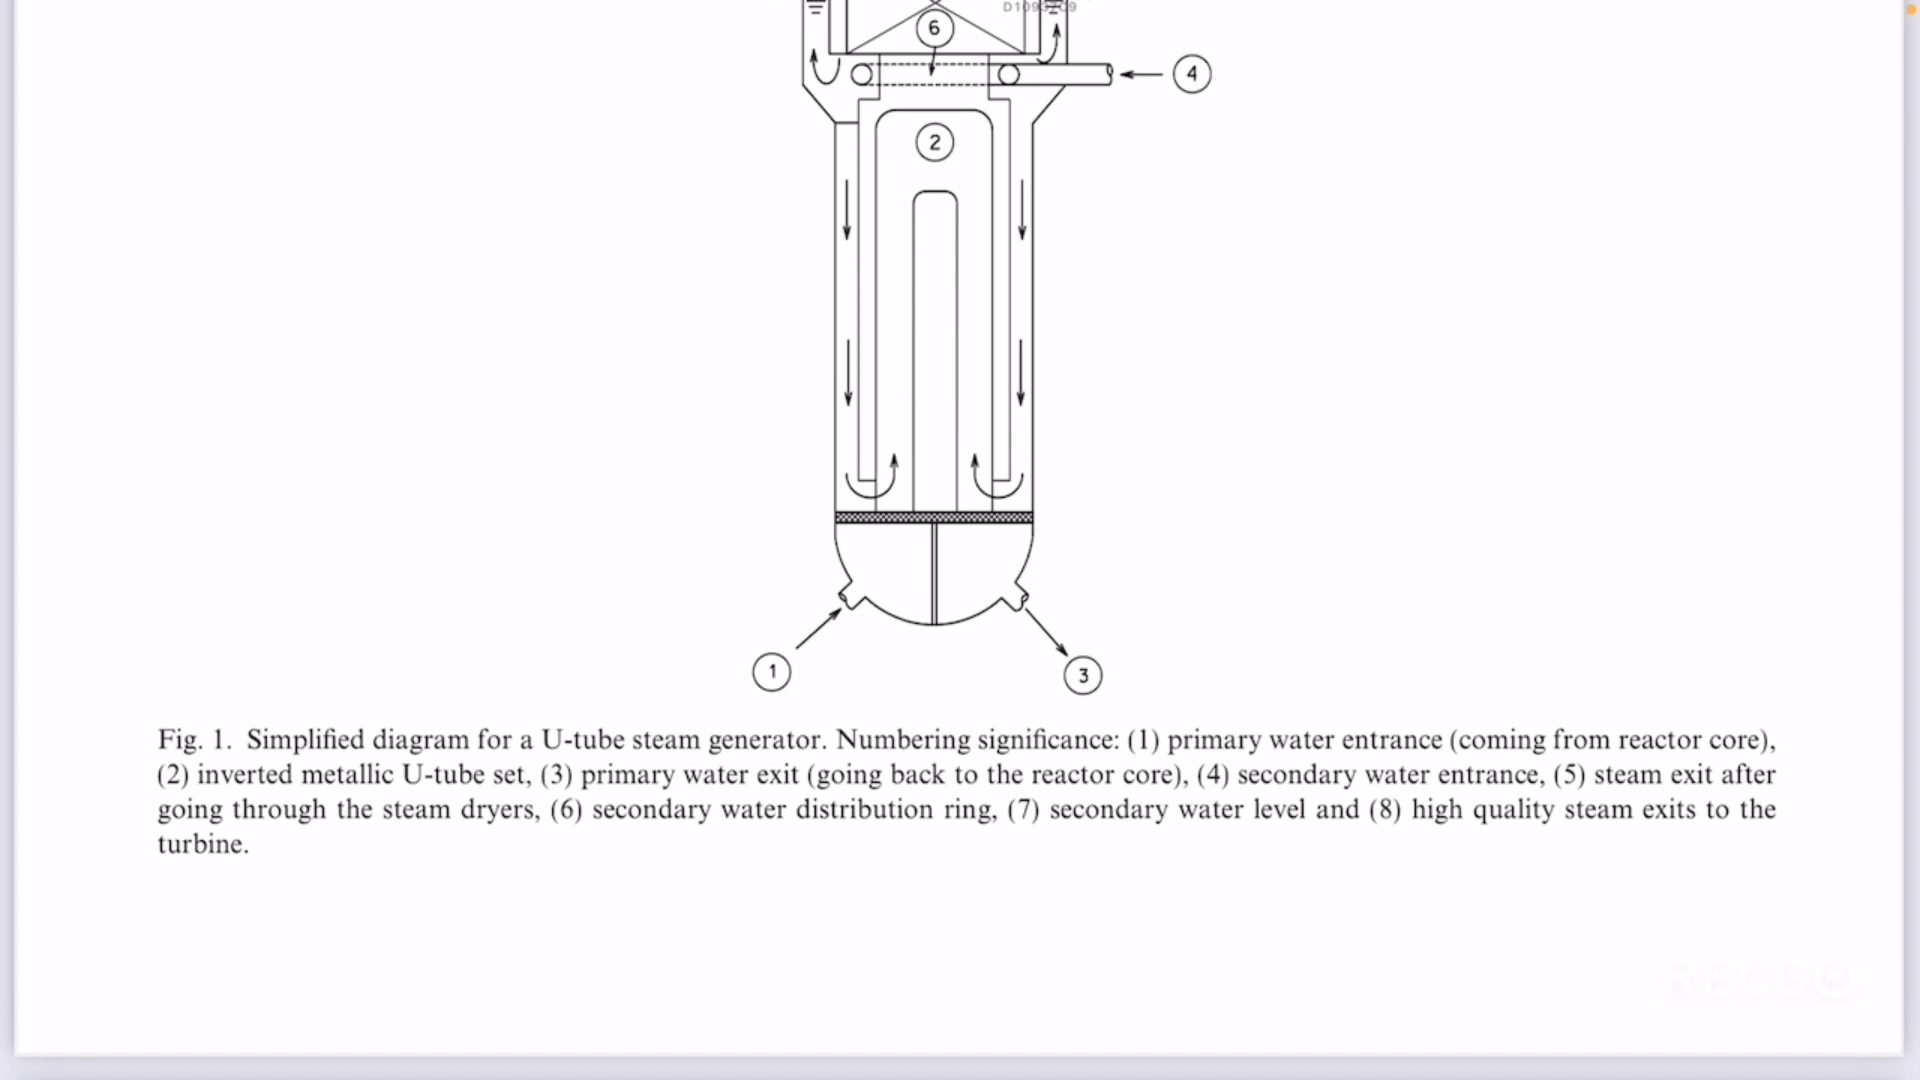 D1093709
6
4
2
1
3
Fig. 1. Simplified diagram for a U-tube steam generator. Numbering significance: (1) primary water entrance (coming from reactor core),
(2) inverted metallic U-tube set, (3) primary water exit (going back to the reactor core), (4) secondary water entrance, (5) steam exit after
going through the steam dryers, (6) secondary water distribution ring, (7) secondary water level and (8) high quality steam exits to the
turbine.